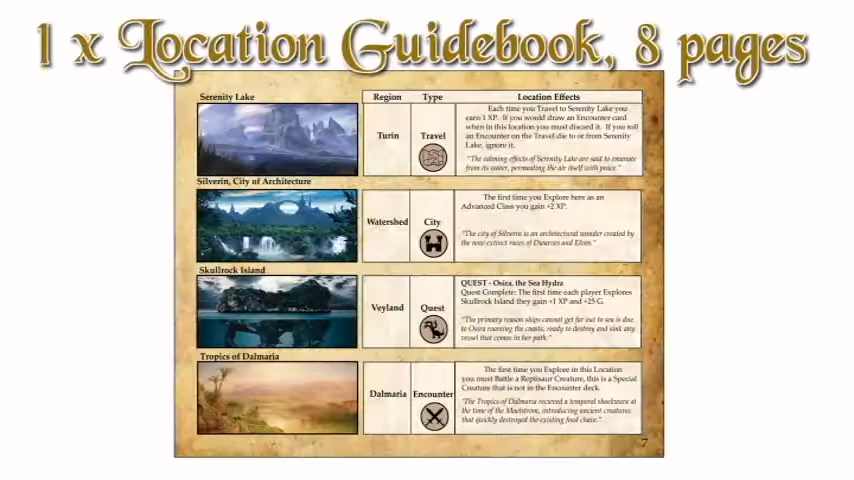 1 x Location Guidebook, 8 pages
Region Type Location Effects
Serenity Lake
Turin
Travel
Each time you Travel to Serenity Lake you
earn 1 XP. If you would draw an Encounter card
when in this location you must discard it. If you roll
an Encounter on the Travel die to or from Serenity
Lake, ignore it.
"The calming effects of Serenity Lake are said to emanate
from its water, permeating the air itself with peace."
Silverin, City of Architecture
Watershed
City
The first time you Explore here as an
Advanced Class you gain +2 XP.
"The city of Silverin is an architectural wonder created by
the now extinct races of Dwarves and Elves."
Skullrock Island
Veyland
Quest
QUEST - Osira, the Sea Hydra
Quest Complete: The first time each player Explores
Skullrock Island they gain +1 XP and +25 G.
"The primary reason ships cannot get far out to sea is due
to Osira roaming the coasts, ready to destroy and sink any
vessel that comes in her path."
Tropics of Dalmaria
Dalmaria
Encounter
The first time you Explore in this Location
you must Battle a Reptisaur Creature, this is a Special
Creature that is not in the Encounter deck.
"The Tropics of Dalmaria recieved a temporal shockwave at
the time of the Maelstrom, introducing ancient creatures
that quickly destroyed the existing food chain."
7